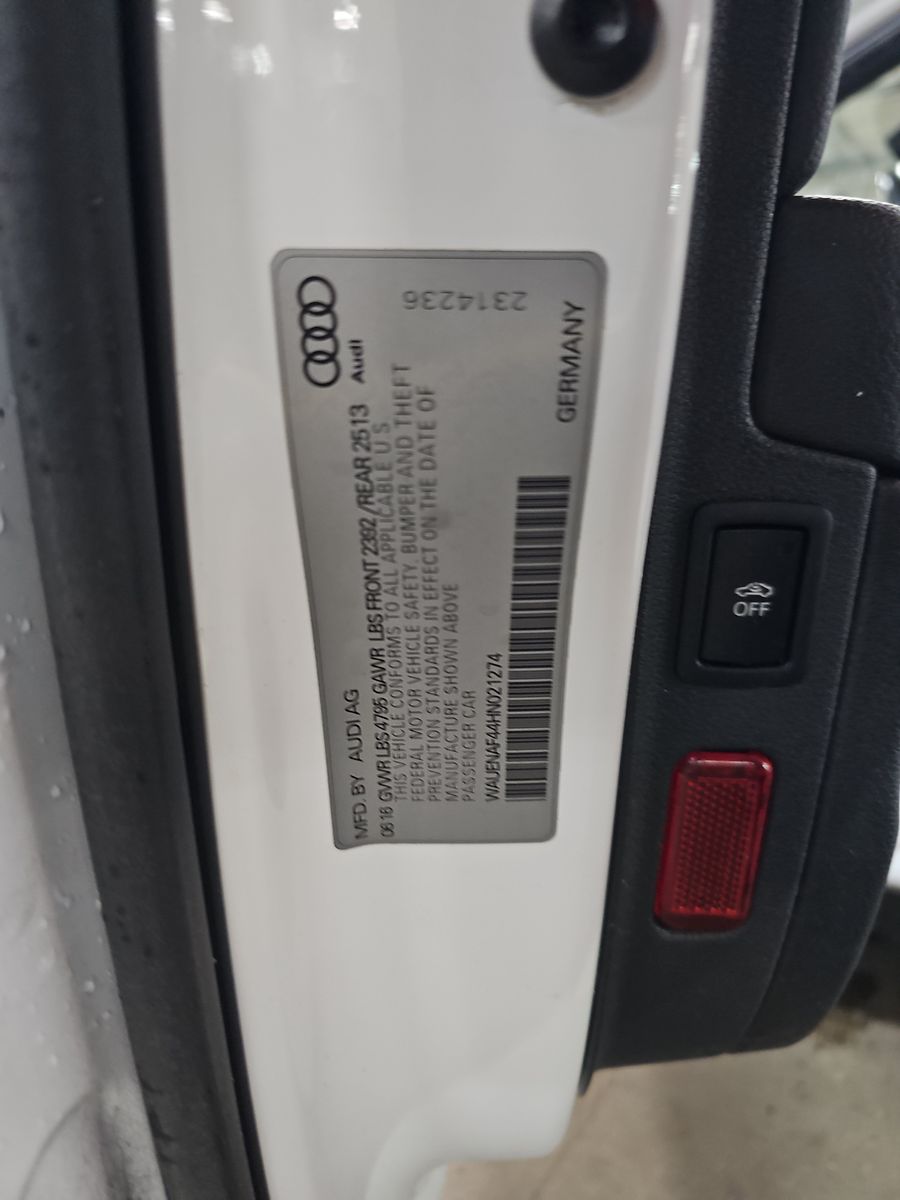 Audi
2314236
MFD. BY AUDI AG
06 16 GVWR LBS 4795 GAWR LBS FRONT 2392 /REAR 2513
THIS VEHICLE CONFORMS TO ALL APPLICABLE U S
FEDERAL MOTOR VEHICLE SAFETY, BUMPER AND THEFT
PREVENTION STANDARDS IN EFFECT ON THE DATE OF
MANUFACTURE SHOWN ABOVE
PASSENGER CAR
WAUENAF44HN021274
GERMANY
OFF